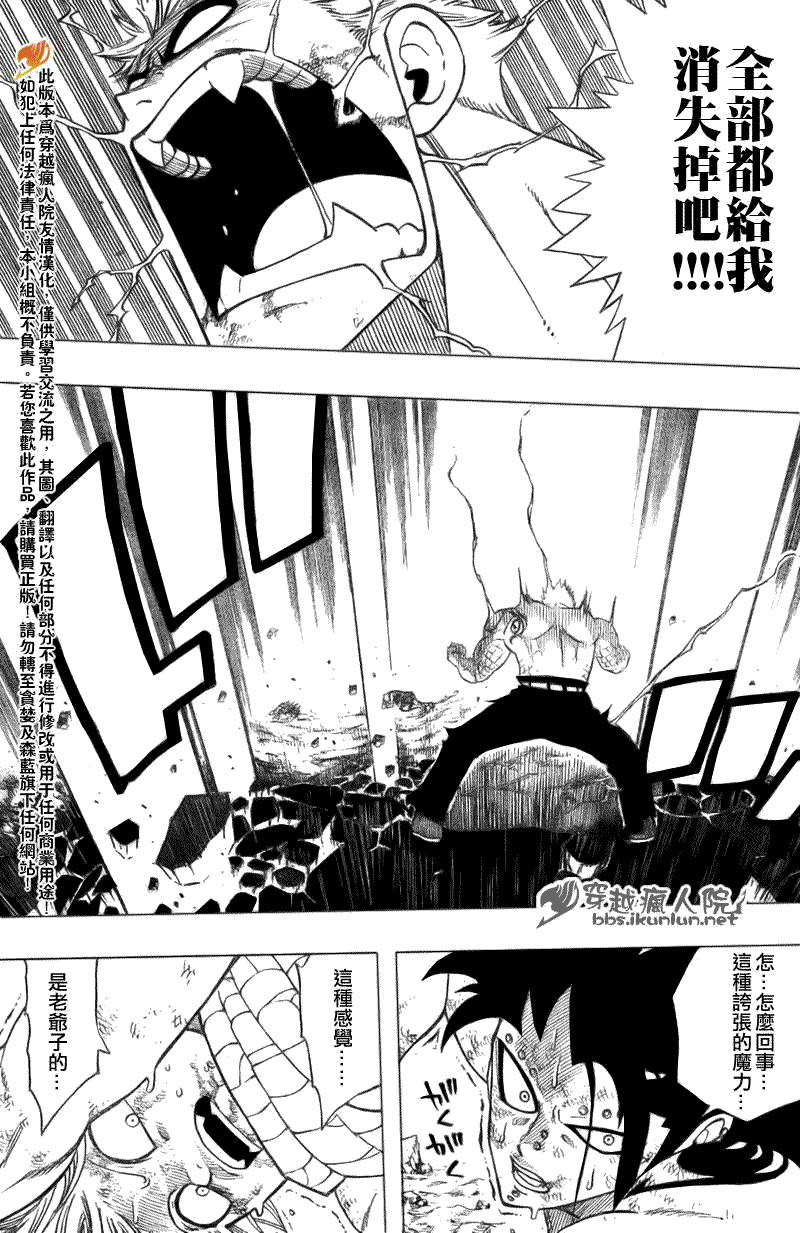 全部都給我
消失掉吧!!!!
此版本爲穿越瘋人院友情漢化，僅供學習交流之用，其圖、翻譯以及任何部分不得進行修改或用于任何商業用途！
如犯上任何法律責任，本小組概不負責。若您喜歡此作品，請購買正版！請勿轉至貪婪及森藍旗下任何網站！
穿越瘋人院
bbs.ikunlun.net
怎…怎麼回事…
這種誇張的魔力…
ガク
ガク
這種感覺……
是老爺子的…